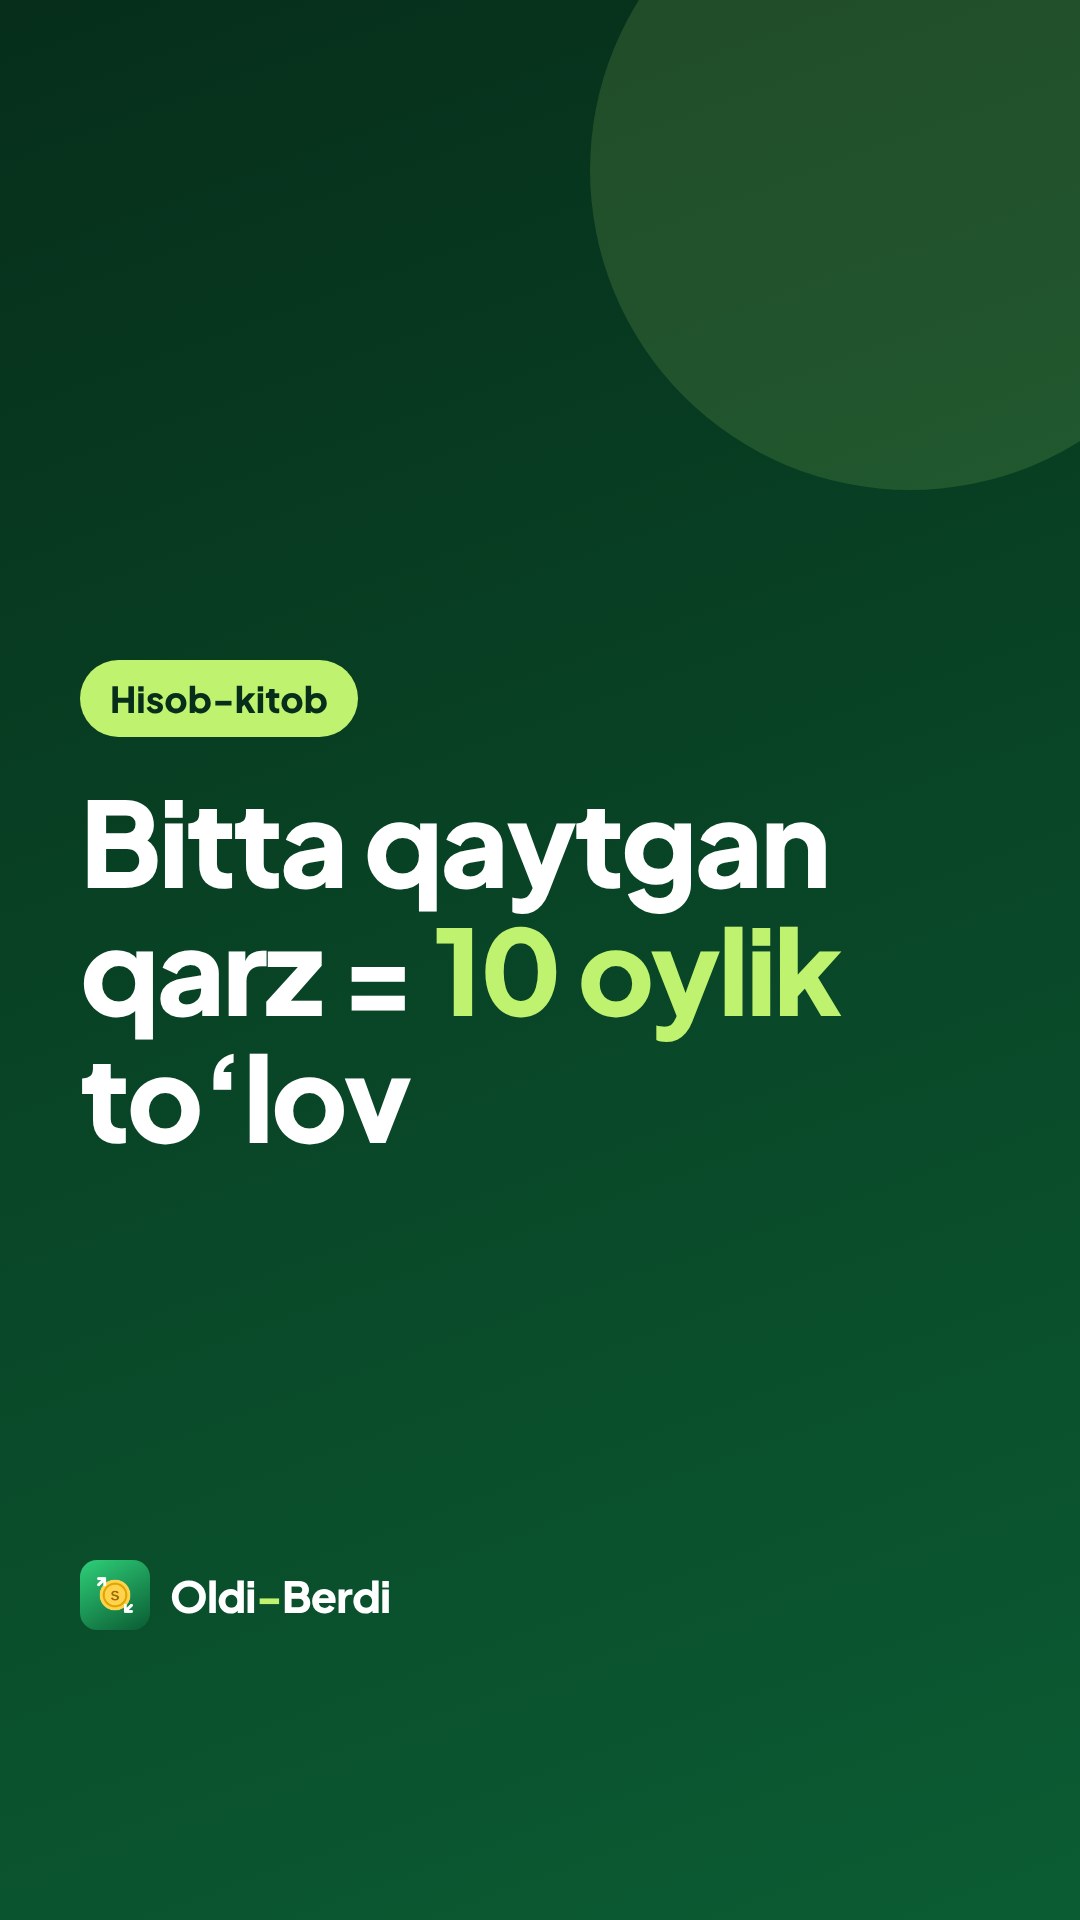 Hisob-kitob
Bitta qaytgan
qarz = 10 oylik
to‘lov
S
Oldi-Berdi